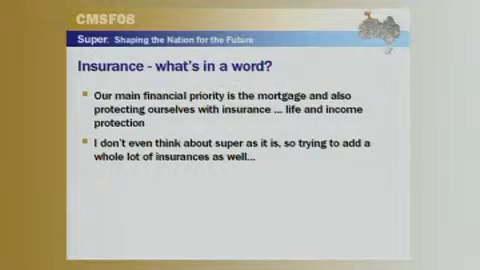 CMSF08
Super. Shaping the Nation for the Future
Insurance - what's in a word?
Our main financial priority is the mortgage and also
protecting ourselves with insurance ... life and income
protection
I don't even think about super as it is, so trying to add a
whole lot of insurances as well...